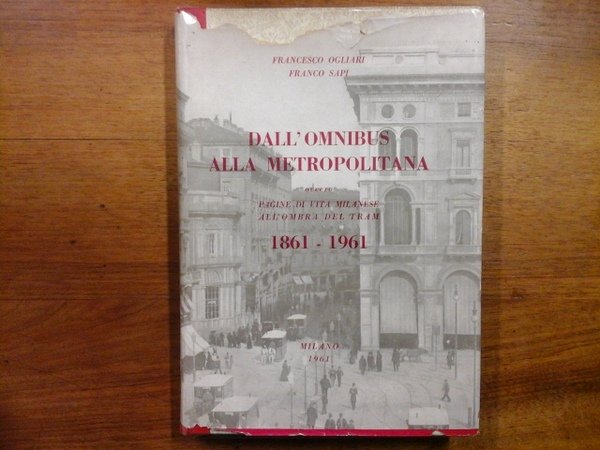 FRANCESCO OGLIARI
FRANCO SAPI
DALL'OMNIBUS
ALLA METROPOLITANA
PAGINE DI VITA MILANESE
ALL'OMBRA DEL TRAM
1861 - 1961
MILANO
1961